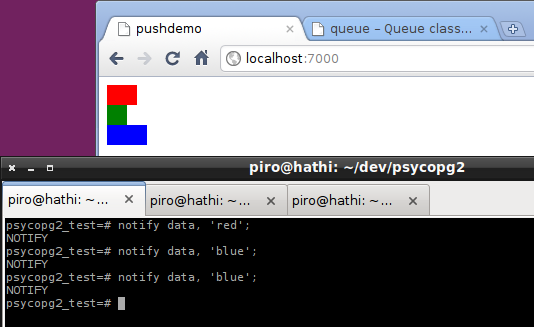 pushdemo
queue – Queue class...
localhost:7000
piro@hathi: ~/dev/psycopg2
piro@hathi: ~... piro@hathi: ~... piro@hathi: ~...
psycopg2_test=# notify data, 'red';
NOTIFY
psycopg2_test=# notify data, 'blue';
NOTIFY
psycopg2_test=# notify data, 'blue';
NOTIFY
psycopg2_test=#